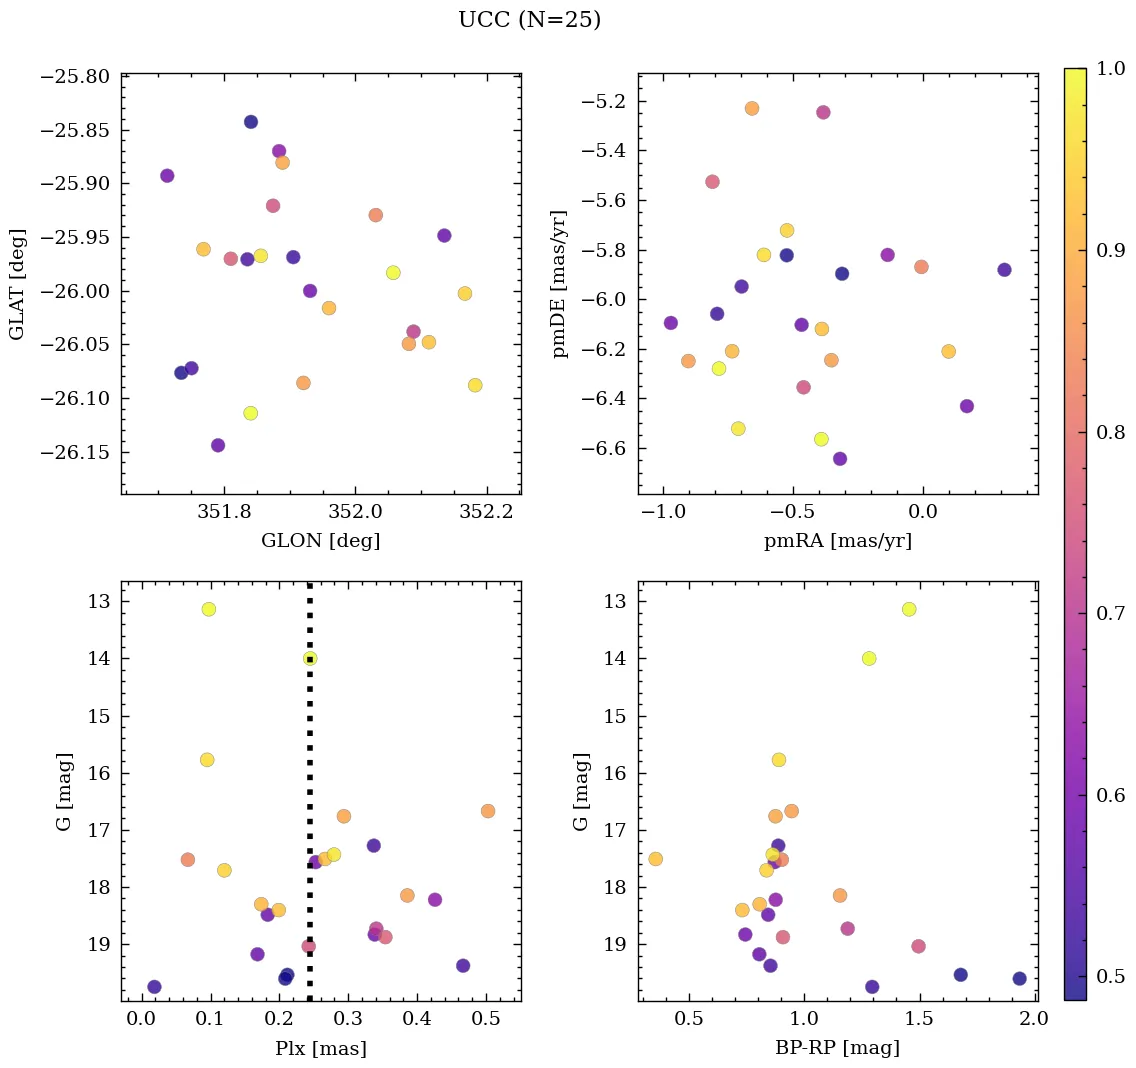 UCC (N=25)
−25.80
−25.85
−25.90
−25.95
−26.00
−26.05
−26.10
−26.15
GLAT [deg]
351.8 352.0 352.2
GLON [deg]
−5.2
−5.4
−5.6
−5.8
−6.0
−6.2
−6.4
−6.6
pmDE [mas/yr]
−1.0 −0.5 0.0
pmRA [mas/yr]
13
14
15
16
17
18
19
G [mag]
0.0 0.1 0.2 0.3 0.4 0.5
Plx [mas]
13
14
15
16
17
18
19
G [mag]
0.5 1.0 1.5 2.0
BP-RP [mag]
1.0
0.9
0.8
0.7
0.6
0.5